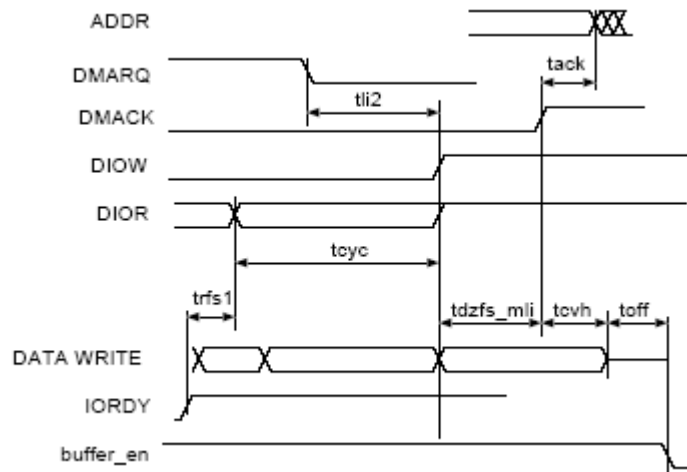 ADDR
DMARQ
tack
tli2
DMACK
DIOW
DIOR
tcyc
trfs1
tdzfs_mli
tcvh
toff
DATA WRITE
IORDY
buffer_en